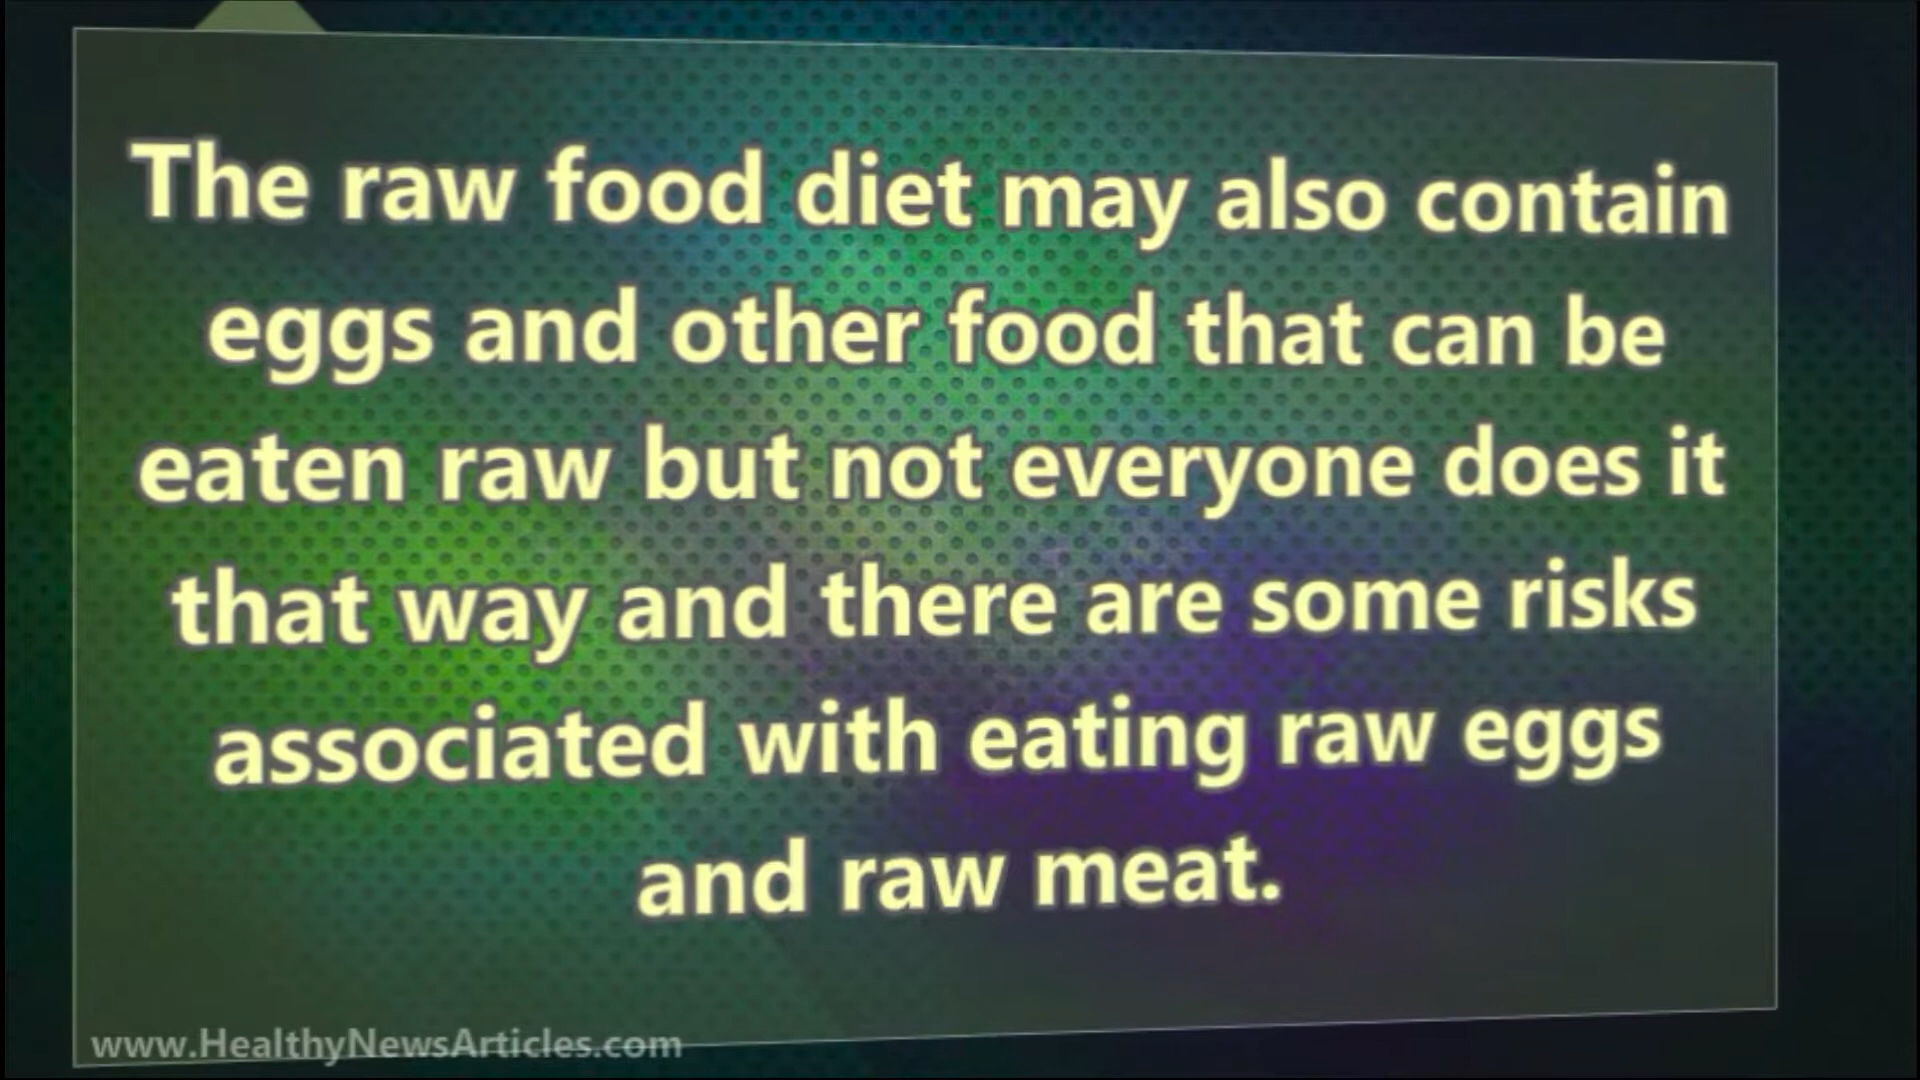 The raw food diet may also contain
eggs and other food that can be
eaten raw but not everyone does it
that way and there are some risks
associated with eating raw eggs
and raw meat.
www.HealthyNewsArticles.com